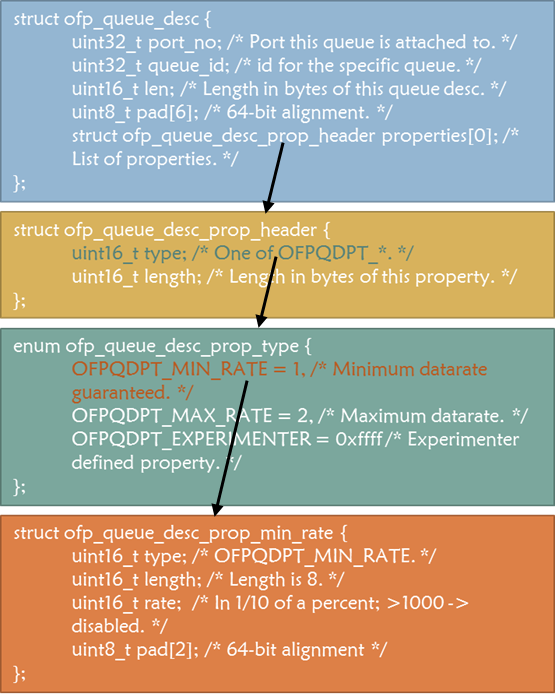 struct ofp_queue_desc {
uint32_t port_no; /* Port this queue is attached to. */
uint32_t queue_id; /* id for the specific queue. */
uint16_t len; /* Length in bytes of this queue desc. */
uint8_t pad[6]; /* 64-bit alignment. */
struct ofp_queue_desc_prop_header properties[0]; /*
List of properties. */
};
struct ofp_queue_desc_prop_header {
uint16_t type; /* One of OFPQDPT_*. */
uint16_t length; /* Length in bytes of this property. */
};
enum ofp_queue_desc_prop_type {
OFPQDPT_MIN_RATE = 1, /* Minimum datarate
guaranteed. */
OFPQDPT_MAX_RATE = 2, /* Maximum datarate. */
OFPQDPT_EXPERIMENTER = 0xffff /* Experimenter
defined property. */
};
struct ofp_queue_desc_prop_min_rate {
uint16_t type; /* OFPQDPT_MIN_RATE. */
uint16_t length; /* Length is 8. */
uint16_t rate; /* In 1/10 of a percent; >1000 ->
disabled. */
uint8_t pad[2]; /* 64-bit alignment */
};